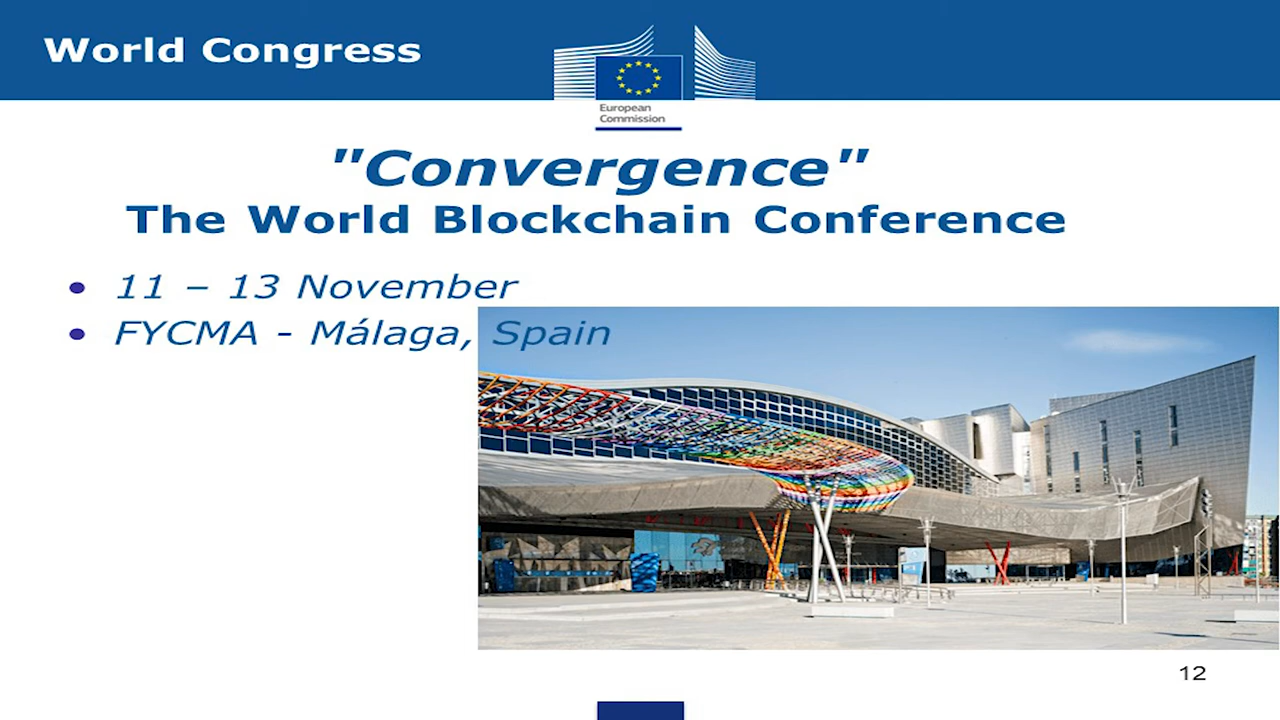 World Congress
European
Commission
"Convergence"
The World Blockchain Conference
• 11 – 13 November
• FYCMA - Málaga, Spain
12